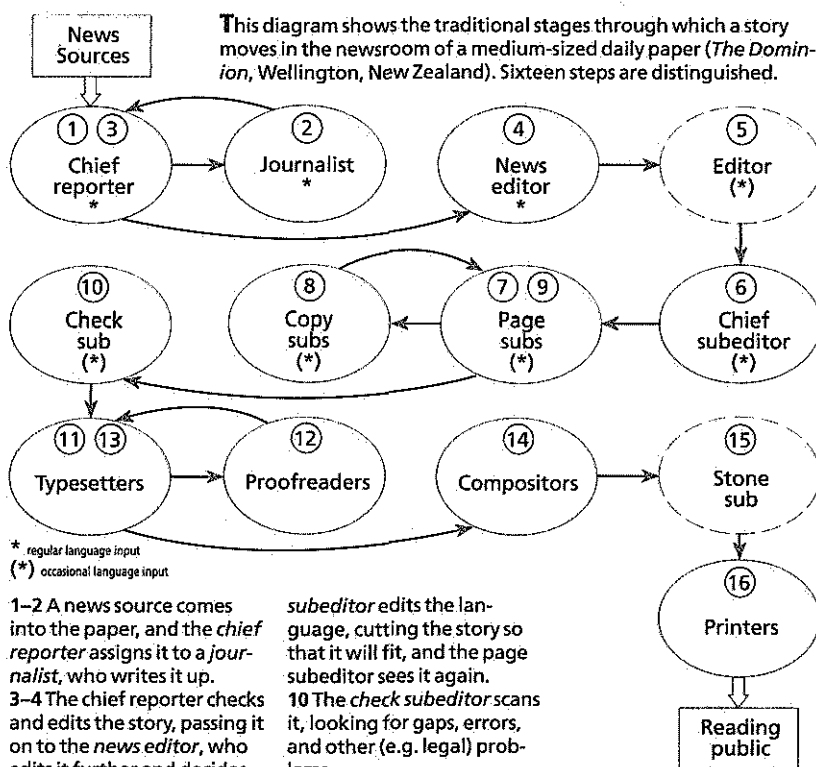 News
Sources
This diagram shows the traditional stages through which a story
moves in the newsroom of a medium-sized daily paper (The Domin-
ion, Wellington, New Zealand). Sixteen steps are distinguished.
1 3
Chief
reporter
*
2
Journalist
*
4
News
editor
*
5
Editor
(*)
10
Check
sub
(*)
8
Copy
subs
(*)
7 9
Page
subs
(*)
6
Chief
subeditor
(*)
11 13
Typesetters
12
Proofreaders
14
Compositors
15
Stone
sub
* regular language input
(*) occasional language input
16
Printers
Reading
public
1–2 A news source comes
into the paper, and the chief
reporter assigns it to a jour-
nalist, who writes it up.
3–4 The chief reporter checks
and edits the story, passing it
on to the news editor, who
subeditor edits the lan-
guage, cutting the story so
that it will fit, and the page
subeditor sees it again.
10 The check subeditor scans
it, looking for gaps, errors,
and other (e.g. legal) prob-